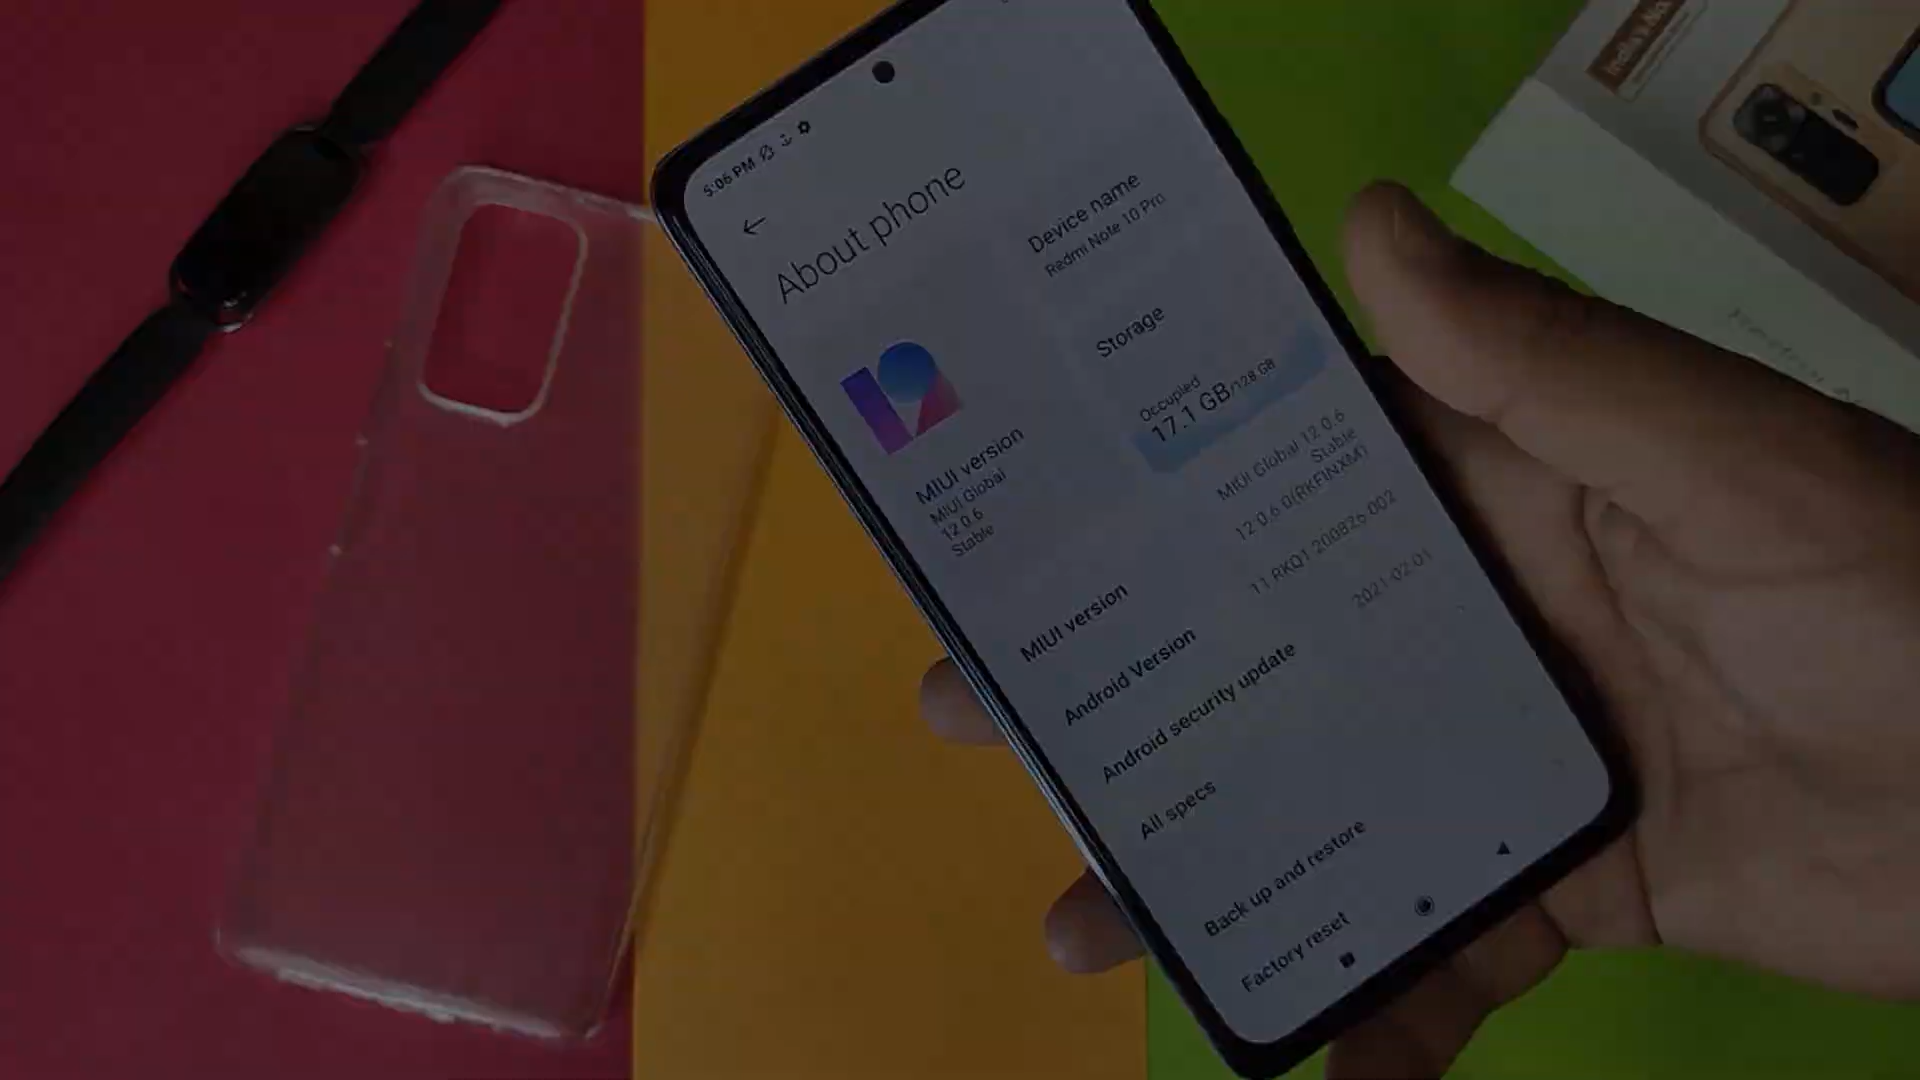 5:06 PM
About phone
Device name
Redmi Note 10 Pro
Storage
Occupied
17.1 GB/128 GB
MIUI version
MIUI Global
12.0.6
Stable
MIUI version
MIUI Global 12.0.6
Stable
12.0.6.0(RKFINXM)
Android Version
11 RKQ1.200826.002
Android security update
2021-02-01
All specs
Back up and restore
Factory reset